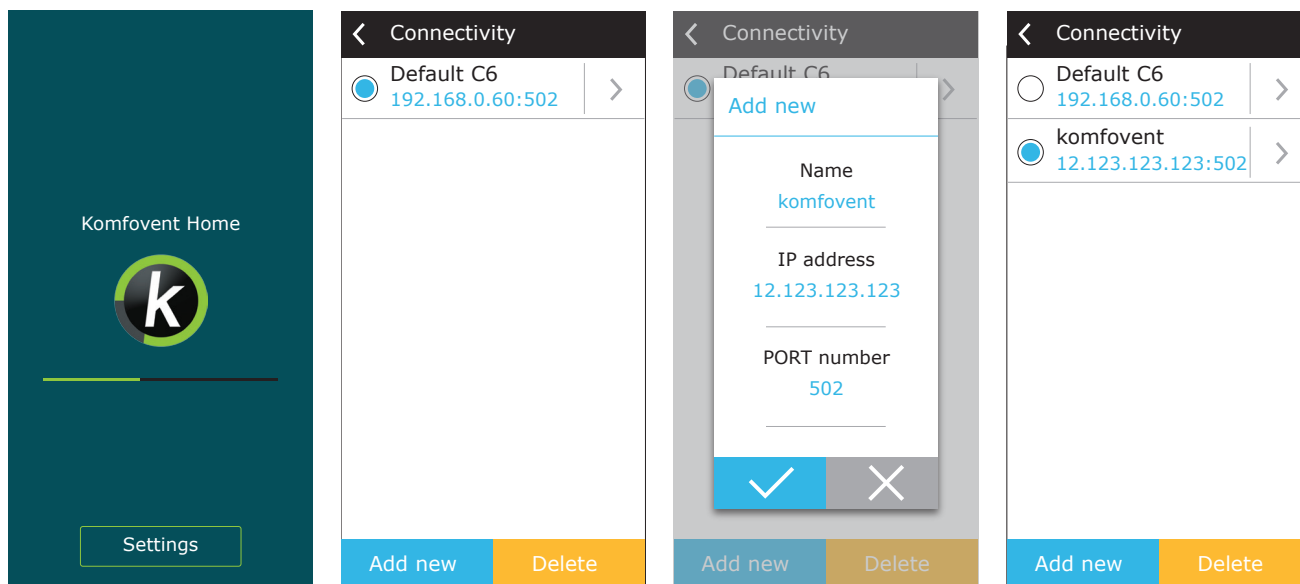 Komfovent Home
k
Settings
Connectivity
Default C6
192.168.0.60:502
Add new
Delete
Connectivity
Default C6
Add new
Name
komfovent
IP address
12.123.123.123
PORT number
502
Add new
Delete
Connectivity
Default C6
192.168.0.60:502
komfovent
12.123.123.123:502
Add new
Delete